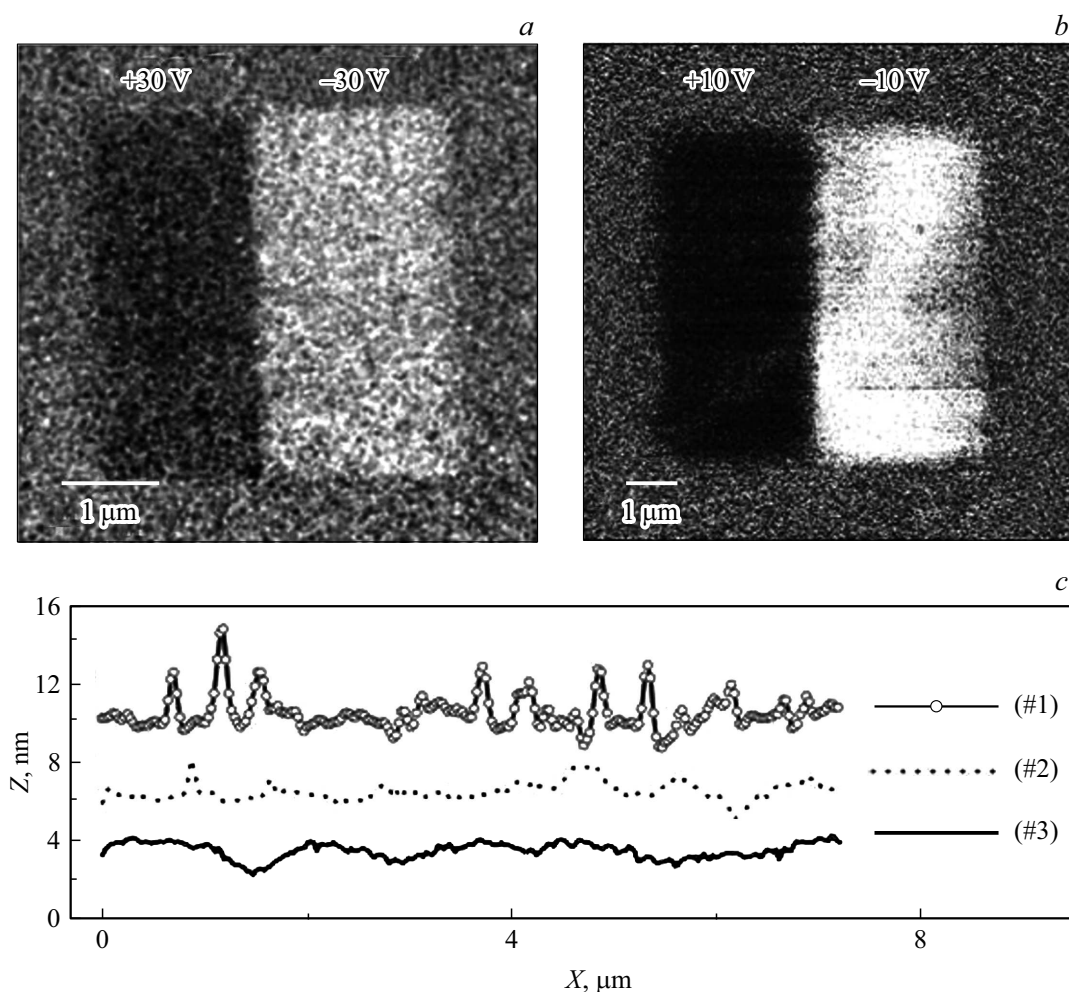 a
b
+30 V
–30 V
+10 V
–10 V
1 μm
1 μm
c
16
12
8
4
0
Z, nm
(#1)
(#2)
(#3)
0
4
8
X, μm